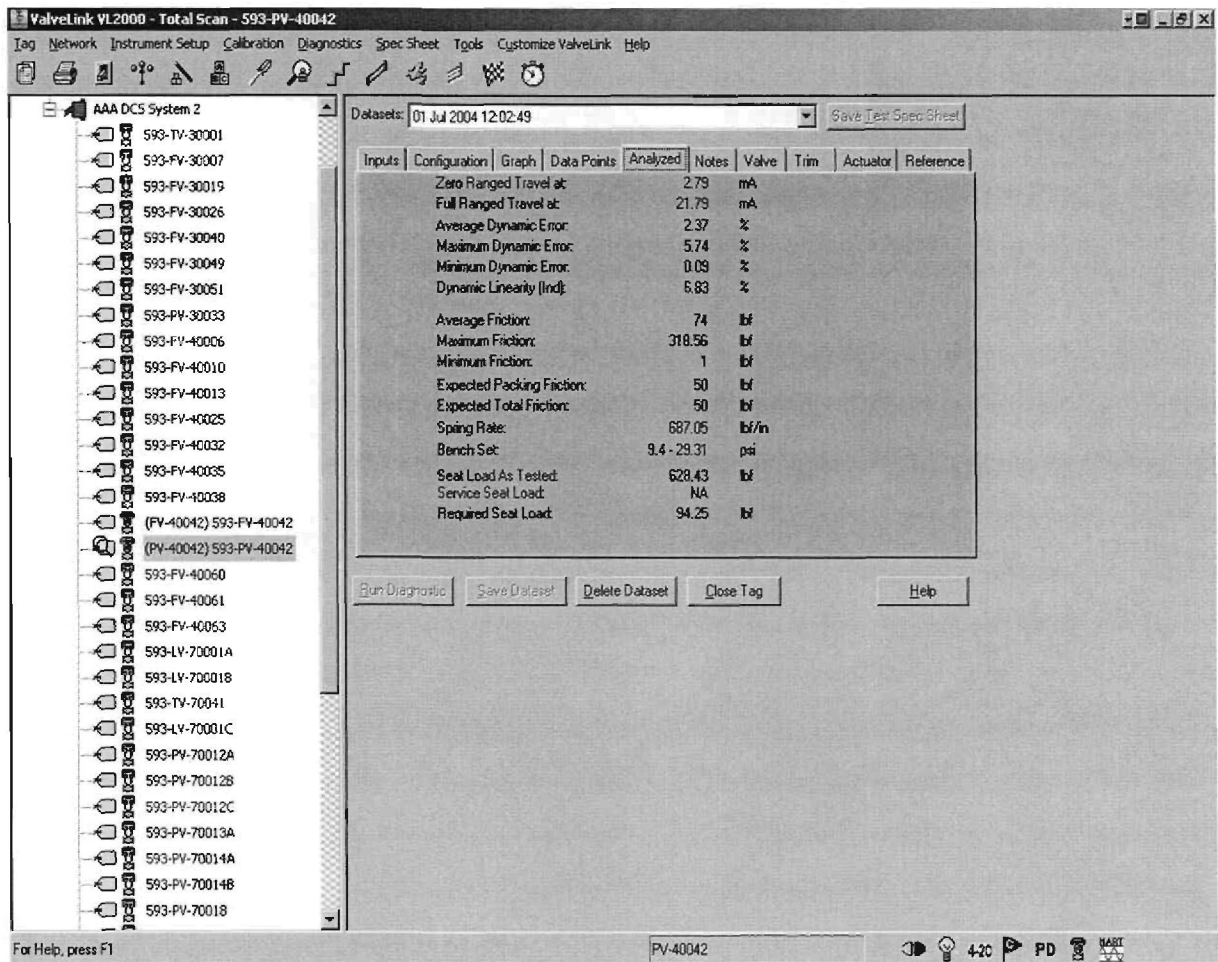 ValveLink VL2000 - Total Scan - 593-PV-40042
Tag Network Instrument Setup Calibration Diagnostics Spec Sheet Tools Customize ValveLink Help
AAA DCS System 2
593-TV-30001
593-FV-30007
593-FV-30019
593-FV-30026
593-FV-30040
593-FV-30049
593-FV-30051
593-PV-30033
593-FV-40006
593-FV-40010
593-FV-40013
593-FV-40025
593-FV-40032
593-FV-40035
593-FV-40038
(FV-40042) 593-FV-40042
(PV-40042) 593-PV-40042
593-FV-40060
593-FV-40061
593-FV-40063
593-LV-70001A
593-LV-70001B
593-TV-70041
593-LV-70001C
593-PV-70012A
593-PV-70012B
593-PV-70012C
593-PV-70013A
593-PV-70014A
593-PV-70014B
593-PV-70018
Datasets: 01 Jul 2004 12:02:49 Save Test Spec Sheet
Inputs Configuration Graph Data Points Analyzed Notes Valve Trim Actuator Reference
Zero Ranged Travel at: 2.79 mA
Full Ranged Travel at: 21.79 mA
Average Dynamic Error: 2.37 %
Maximum Dynamic Error: 5.74 %
Minimum Dynamic Error: 0.09 %
Dynamic Linearity (Ind): 6.83 %
Average Friction: 74 lbf
Maximum Friction: 318.56 lbf
Minimum Friction: 1 lbf
Expected Packing Friction: 50 lbf
Expected Total Friction: 50 lbf
Spring Rate: 687.05 lbf/in
Bench Set: 9.4 - 29.31 psi
Seat Load As Tested: 628.43 lbf
Service Seat Load: NA
Required Seat Load: 94.25 lbf
Run Diagnostic Save Dataset Delete Dataset Close Tag Help
For Help, press F1 PV-40042 4-20 PD HART